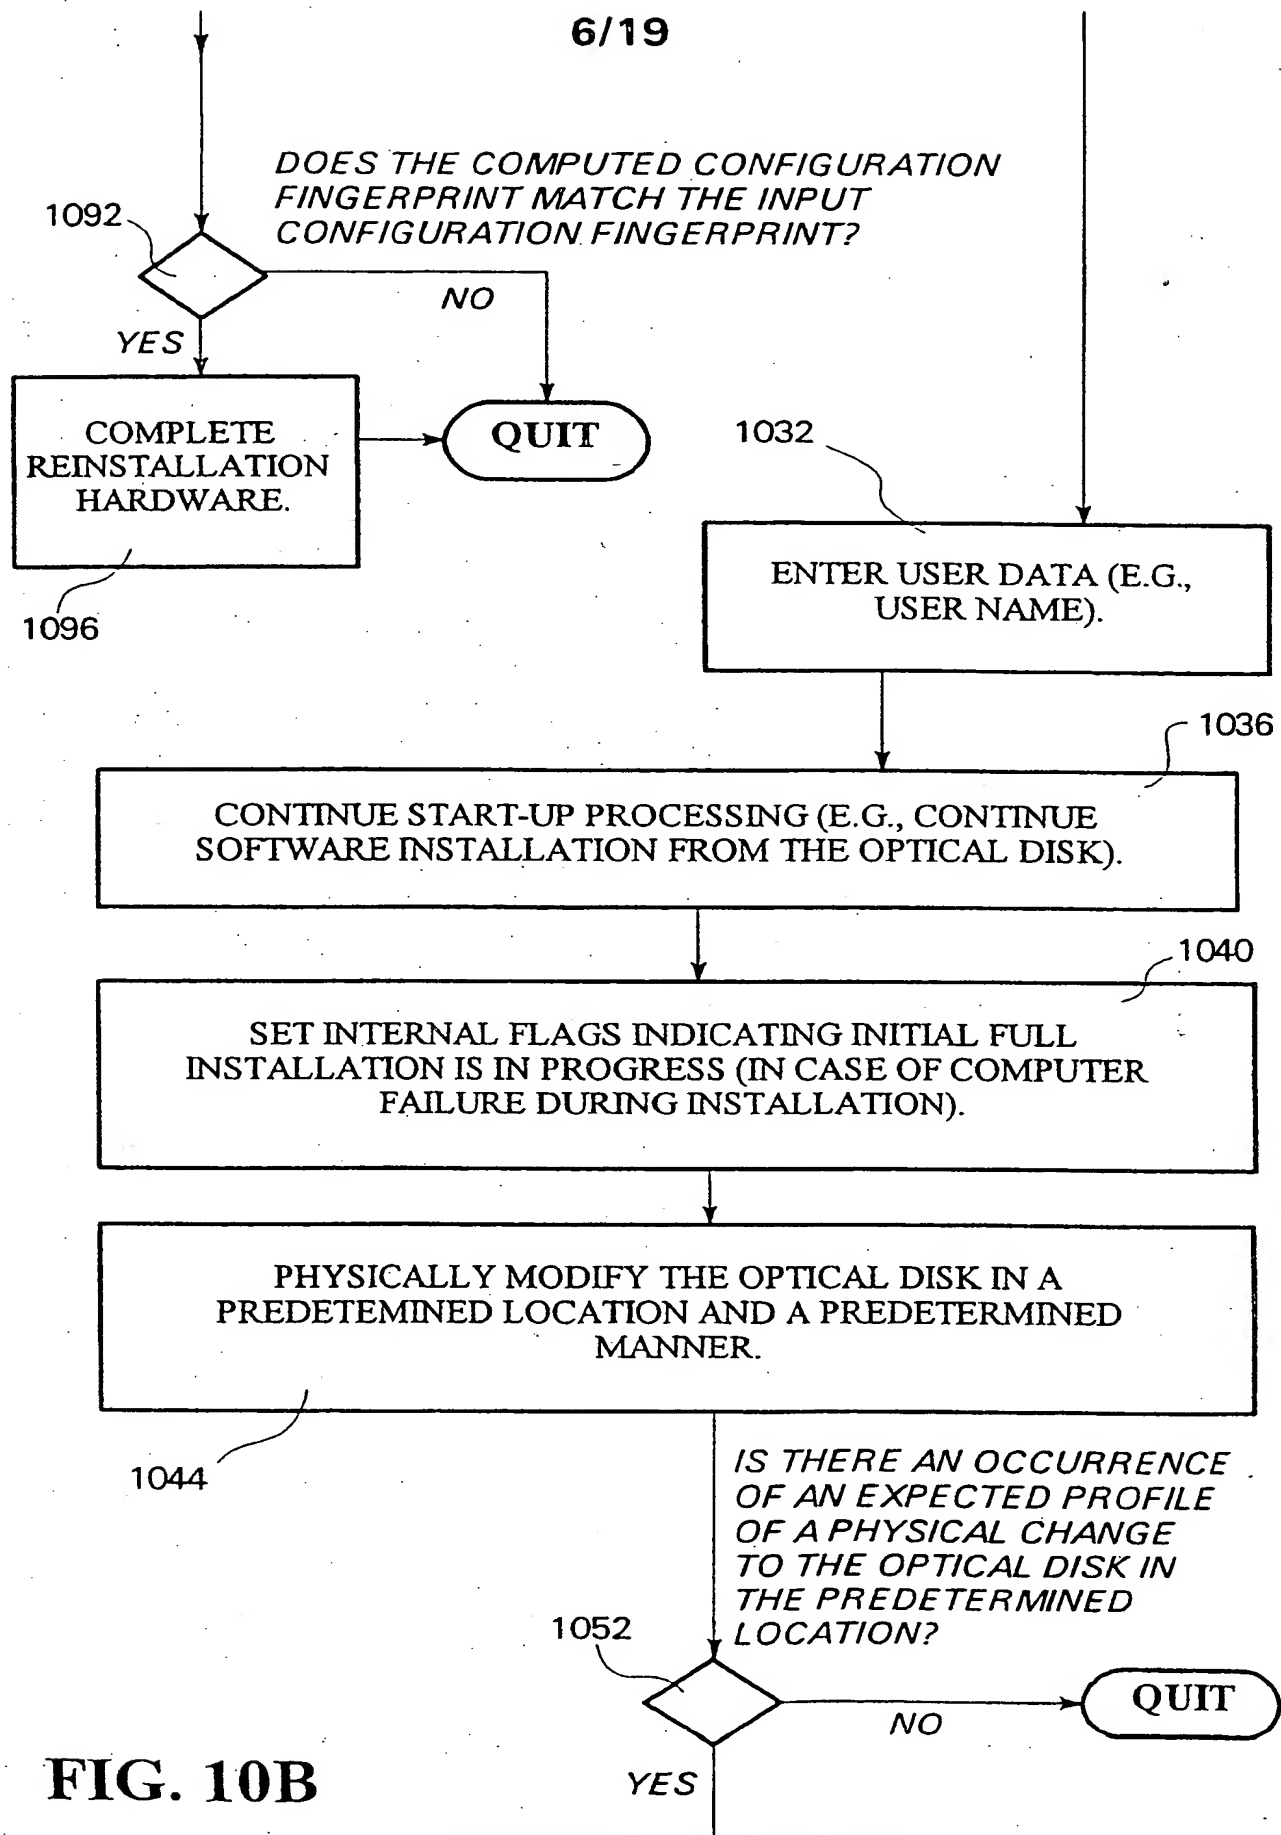 6/19
DOES THE COMPUTED CONFIGURATION
FINGERPRINT MATCH THE INPUT
CONFIGURATION FINGERPRINT?
1092
NO
YES
COMPLETE
REINSTALLATION
HARDWARE.
QUIT
1096
1032
ENTER USER DATA (E.G.,
USER NAME).
1036
CONTINUE START-UP PROCESSING (E.G., CONTINUE
SOFTWARE INSTALLATION FROM THE OPTICAL DISK).
1040
SET INTERNAL FLAGS INDICATING INITIAL FULL
INSTALLATION IS IN PROGRESS (IN CASE OF COMPUTER
FAILURE DURING INSTALLATION).
PHYSICALLY MODIFY THE OPTICAL DISK IN A
PREDETEMINED LOCATION AND A PREDETERMINED
MANNER.
1044
IS THERE AN OCCURRENCE
OF AN EXPECTED PROFILE
OF A PHYSICAL CHANGE
TO THE OPTICAL DISK IN
THE PREDETERMINED
LOCATION?
1052
NO
QUIT
YES
FIG. 10B